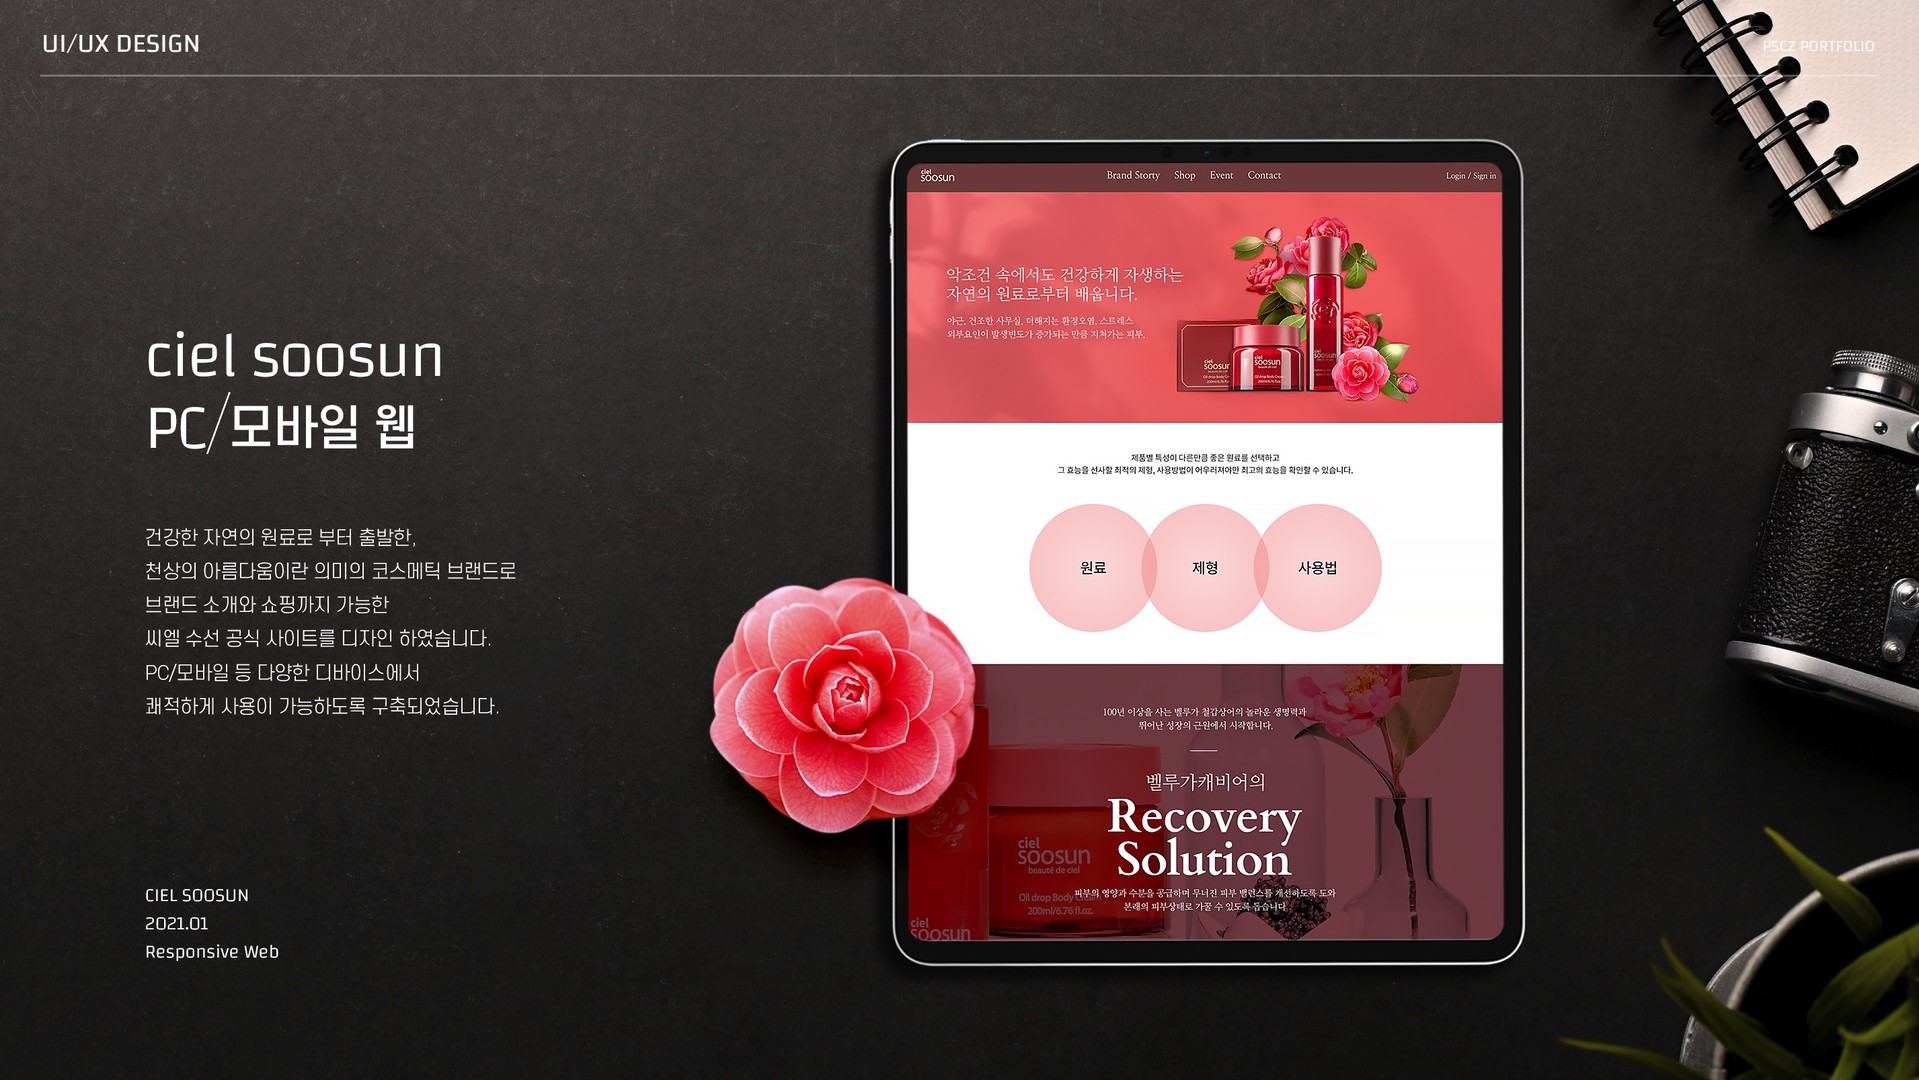 UI/UX DESIGN
PSCZ PORTFOLIO
ciel soosun
PC/모바일 웹
건강한 자연의 원료로 부터 출발한,
천상의 아름다움이란 의미의 코스메틱 브랜드로
브랜드 소개와 쇼핑까지 가능한
씨엘 수선 공식 사이트를 디자인 하였습니다.
PC/모바일 등 다양한 디바이스에서
쾌적하게 사용이 가능하도록 구축되었습니다.
CIEL SOOSUN
2021.01
Responsive Web
ciel
soosun
Brand Storty Shop Event Contact
Login / Sign in
악조건 속에서도 건강하게 자생하는
자연의 원료로부터 배웁니다.
야근, 건조한 사무실, 더해지는 환경오염, 스트레스
외부요인이 발생빈도가 증가되는 만큼 지쳐가는 피부,
ciel
soosun
ciel
soosun
soosun
제품별 특성이 다른만큼 좋은 원료를 선택하고
그 효능을 선사할 최적의 제형, 사용방법이 어우러져야만 최고의 효능을 확인할 수 있습니다.
원료 제형 사용법
100년 이상을 사는 벨루가 철갑상어의 놀라운 생명력과
뛰어난 성장의 근원에서 시작합니다.
벨루가캐비어의
Recovery
Solution
피부의 영양과 수분을 공급하며 무너진 피부 밸런스를 개선하도록 도와
본래의 피부상태로 가꿀 수 있도록 돕습니다
ciel
soosun
beauté de ciel
Oil drop Body Cream
200ml/6.76 fl.oz.
ciel
soosun